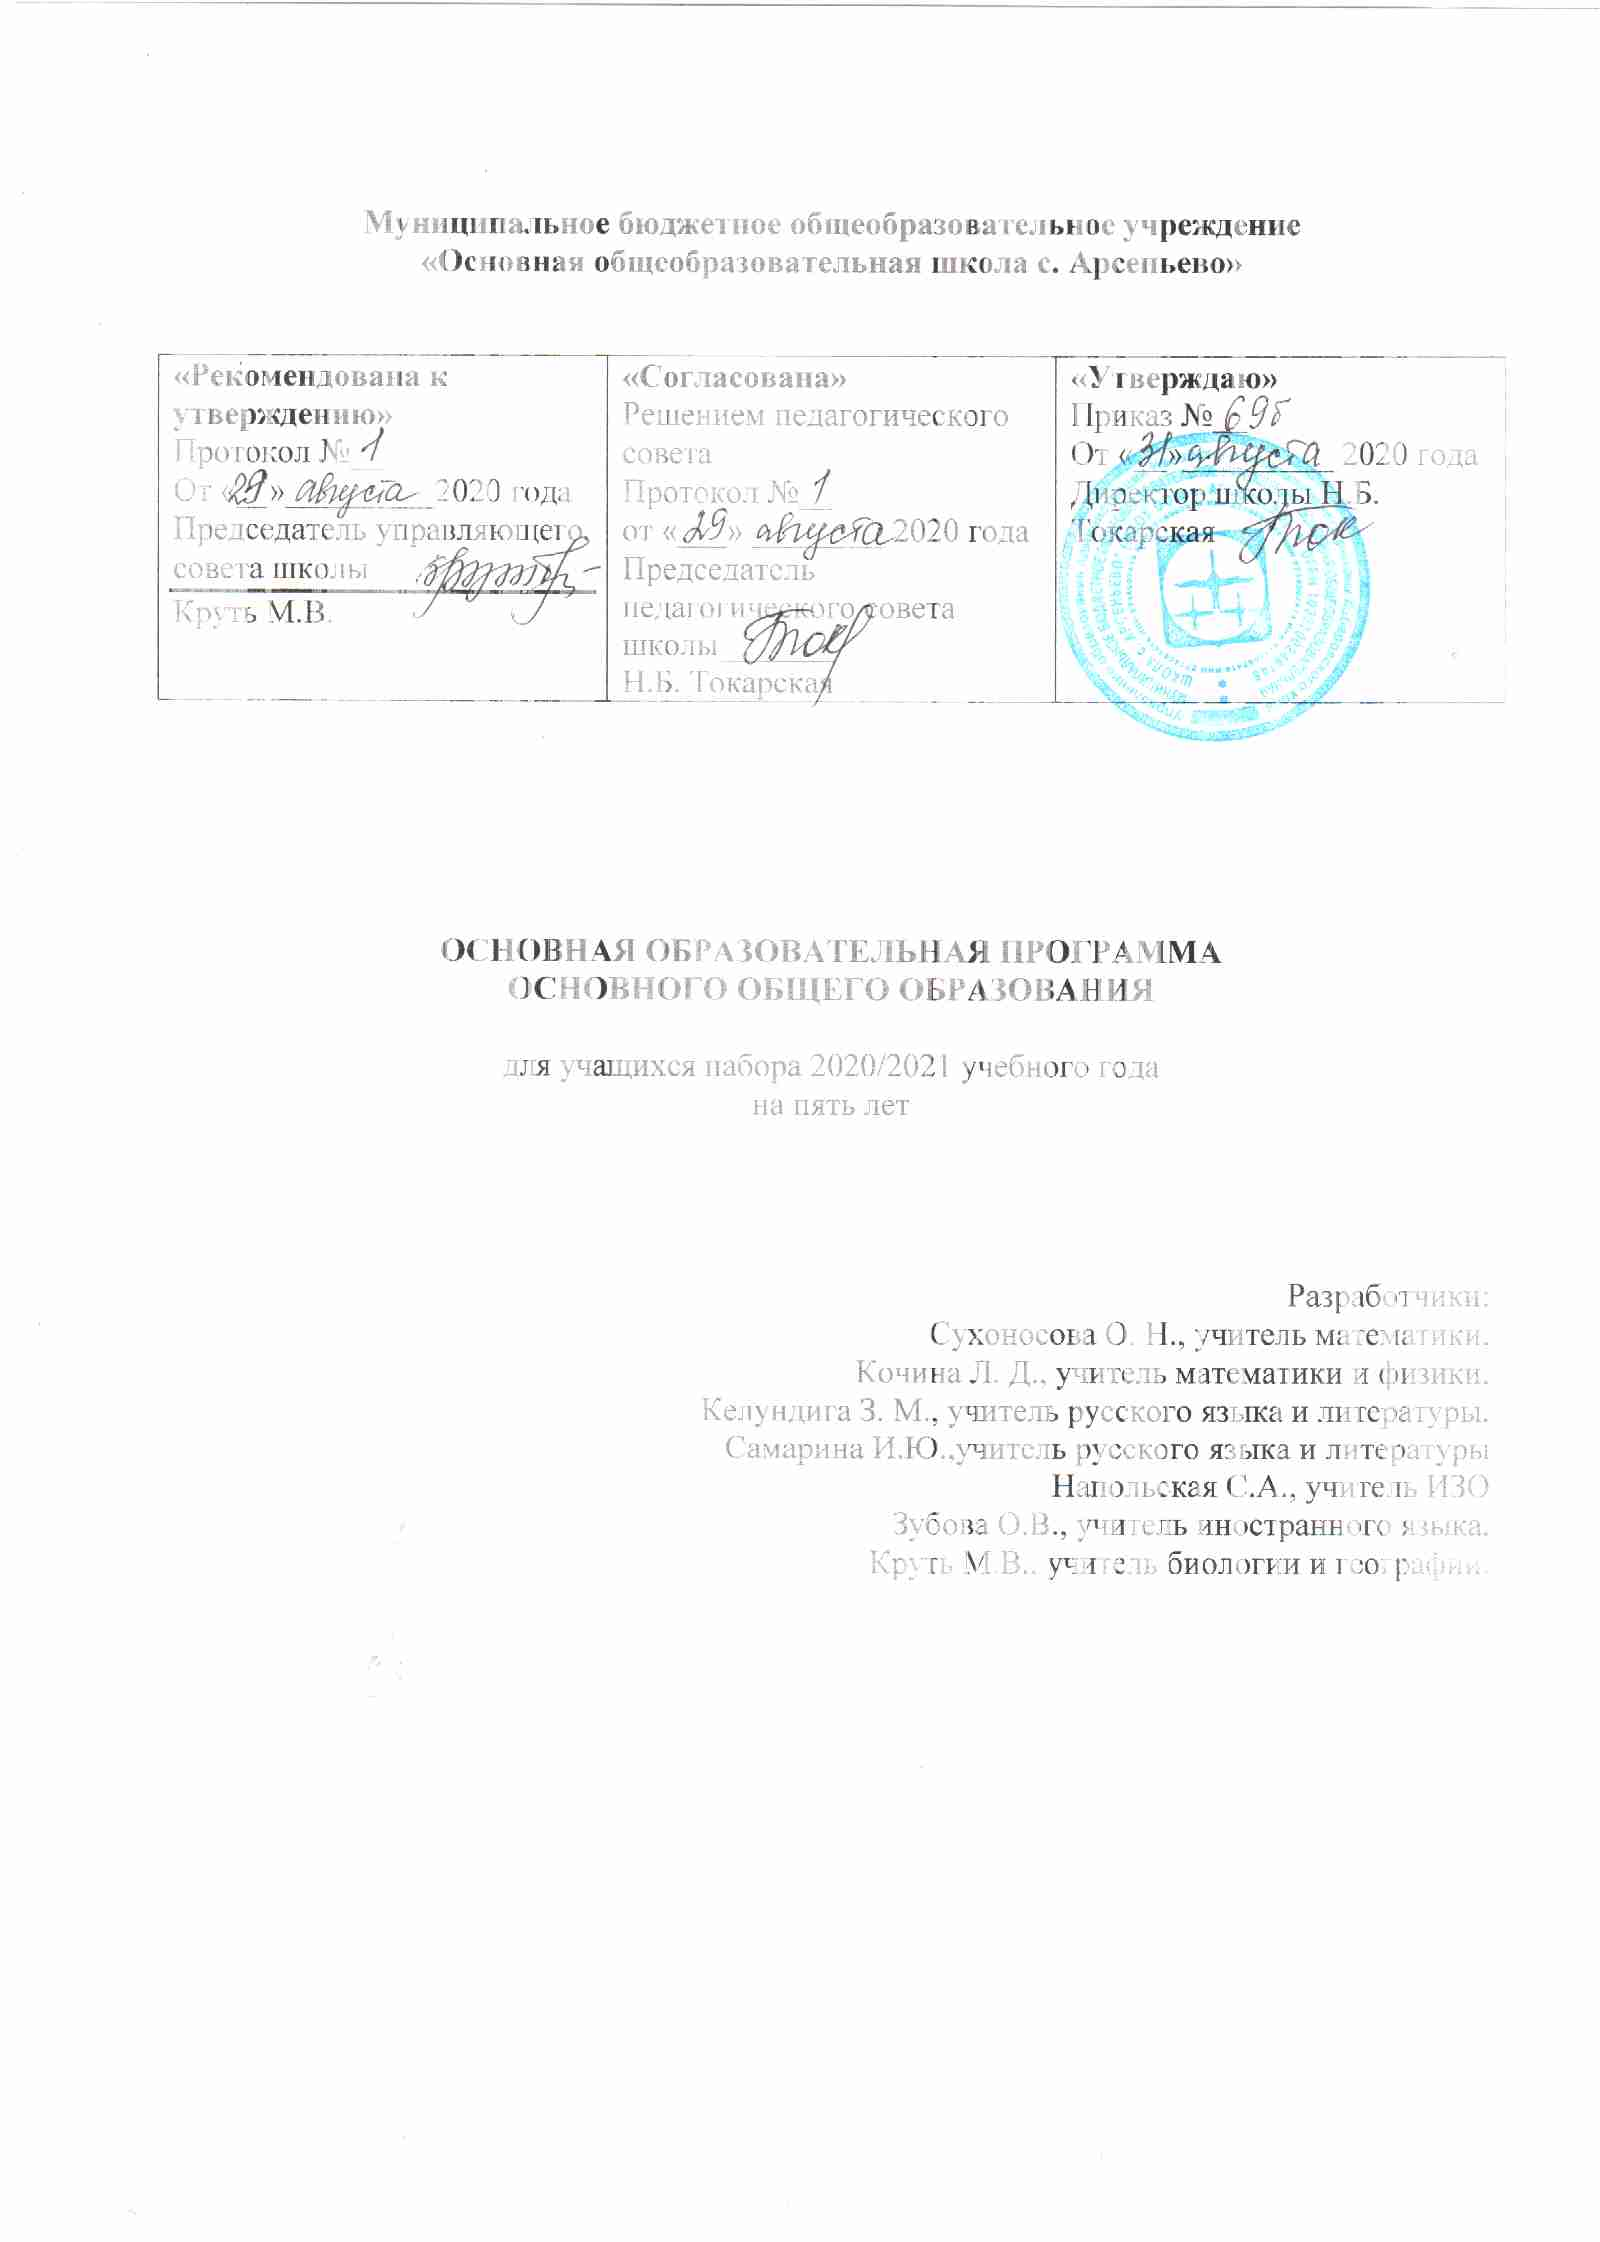 Муниципальное бюджетное общеобразовательное учреждение
«Основная общеобразовательная школа с. Арсеньево»
«Рекомендована к
утверждению»
Протокол № 1
От «29» августа 2020 года
Председатель управляющего
совета школы
Круть М.В.
«Согласована»
Решением педагогического
совета
Протокол № 1
от «29» августа 2020 года
Председатель
педагогического совета
школы
Н.Б. Токарская
«Утверждаю»
Приказ № 69б
От «31» августа 2020 года
Директор школы Н.Б.
Токарская
ОСНОВНАЯ ОБРАЗОВАТЕЛЬНАЯ ПРОГРАММА
ОСНОВНОГО ОБЩЕГО ОБРАЗОВАНИЯ
для учащихся набора 2020/2021 учебного года
на пять лет
Разработчики:
Сухоносова О. Н., учитель математики.
Кочина Л. Д., учитель математики и физики.
Келундига З. М., учитель русского языка и литературы.
Самарина И.Ю.,учитель русского языка и литературы
Напольская С.А., учитель ИЗО
Зубова О.В., учитель иностранного языка.
Круть М.В., учитель биологии и географии.